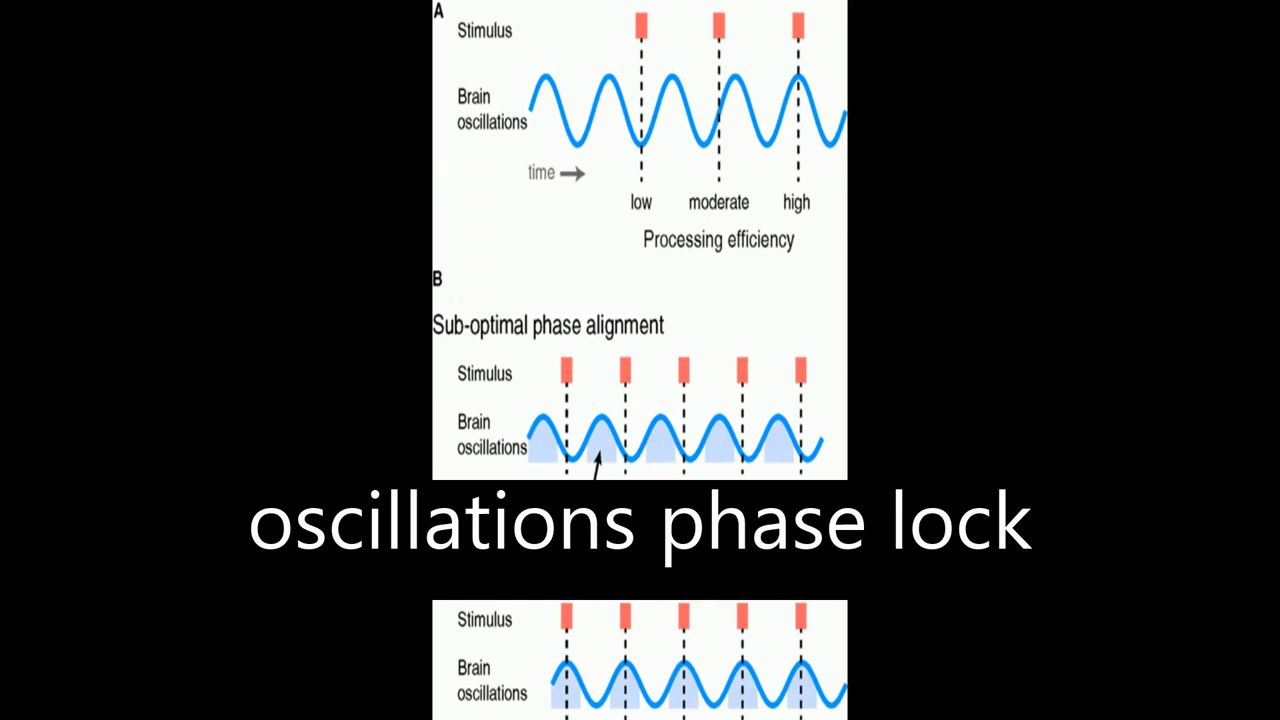 A
Stimulus
Brain
oscillations
time
low moderate high
Processing efficiency
B
Sub-optimal phase alignment
Stimulus
Brain
oscillations
oscillations phase lock
Stimulus
Brain
oscillations